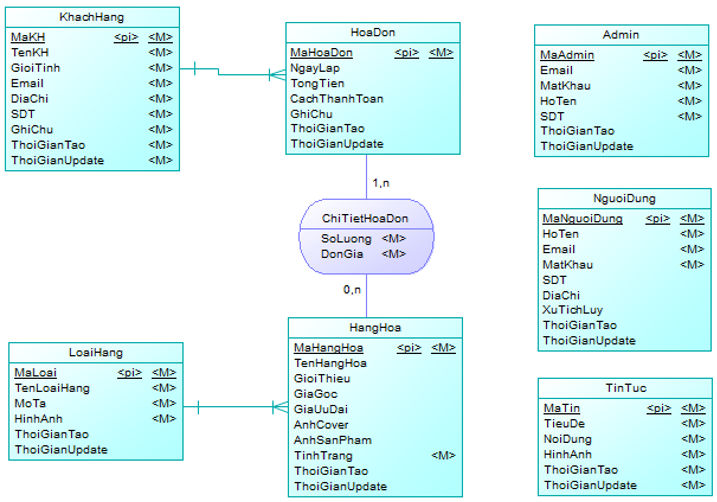 KhachHang
MaKH <pi> <M>
TenKH <M>
GioiTinh <M>
Email <M>
DiaChi <M>
SDT <M>
GhiChu <M>
ThoiGianTao <M>
ThoiGianUpdate <M>
HoaDon
MaHoaDon <pi> <M>
NgayLap
TongTien
CachThanhToan
GhiChu
ThoiGianTao
ThoiGianUpdate
Admin
MaAdmin <pi> <M>
Email <M>
MatKhau <M>
HoTen <M>
SDT <M>
ThoiGianTao
ThoiGianUpdate
1,n
ChiTietHoaDon
SoLuong <M>
DonGia <M>
0,n
NguoiDung
MaNguoiDung <pi> <M>
HoTen <M>
Email <M>
MatKhau <M>
SDT
DiaChi
XuTichLuy
ThoiGianTao
ThoiGianUpdate
LoaiHang
MaLoai <pi> <M>
TenLoaiHang <M>
MoTa <M>
HinhAnh <M>
ThoiGianTao
ThoiGianUpdate
HangHoa
MaHangHoa <pi> <M>
TenHangHoa
GioiThieu
GiaGoc
GiaUuDai
AnhCover
AnhSanPham
TinhTrang <M>
ThoiGianTao
ThoiGianUpdate
TinTuc
MaTin <pi> <M>
TieuDe <M>
NoiDung <M>
HinhAnh <M>
ThoiGianTao <M>
ThoiGianUpdate <M>